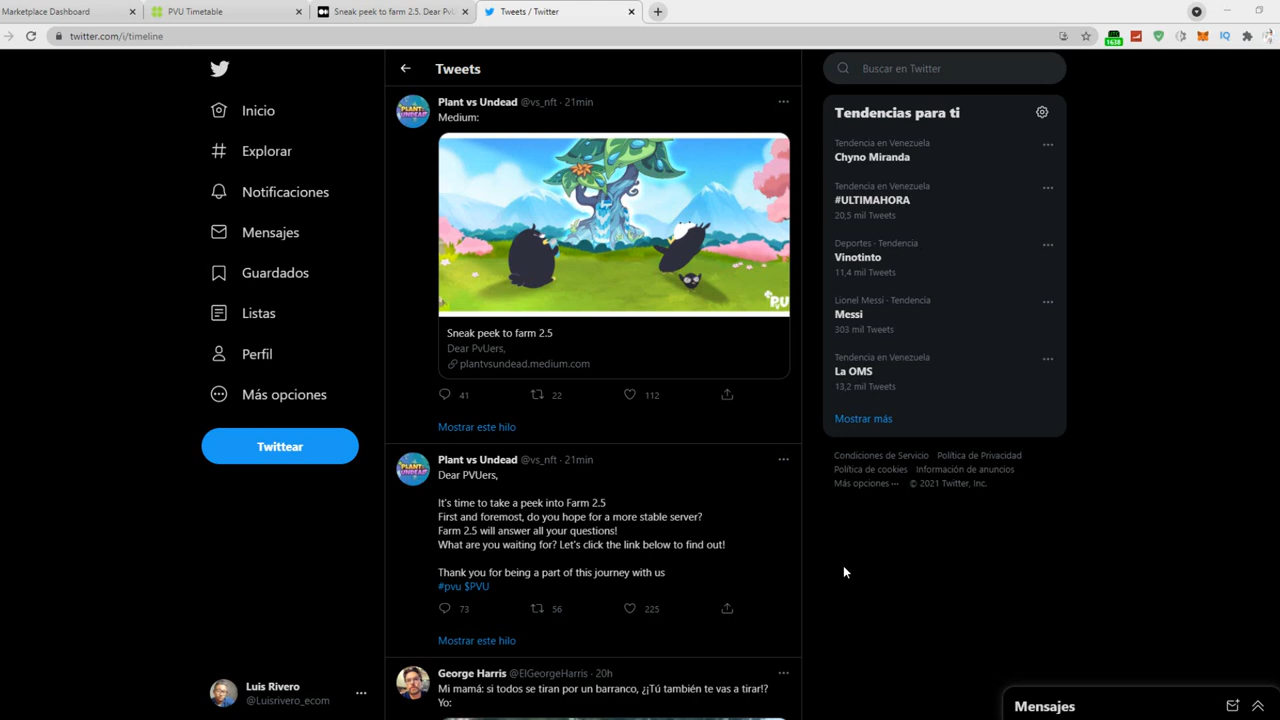 Marketplace Dashboard
PVU Timetable
Sneak peek to farm 2.5. Dear PvU
Tweets / Twitter
twitter.com/i/timeline
1638
Inicio
Explorar
Notificaciones
Mensajes
Guardados
Listas
Perfil
Más opciones
Twittear
Luis Rivero
@Luisrivero_ecom
Tweets
Plant vs Undead @vs_nft · 21min
Medium:
PVU
Sneak peek to farm 2.5
Dear PvUers,
plantvsundead.medium.com
41 22 112
Mostrar este hilo
Plant vs Undead @vs_nft · 21min
Dear PVUers,
It's time to take a peek into Farm 2.5
First and foremost, do you hope for a more stable server?
Farm 2.5 will answer all your questions!
What are you waiting for? Let's click the link below to find out!
Thank you for being a part of this journey with us
#pvu $PVU
73 56 225
Mostrar este hilo
George Harris @ElGeorgeHarris · 20h
Mi mamá: si todos se tiran por un barranco, ¿¡Tú también te vas a tirar!?
Yo:
Buscar en Twitter
Tendencias para ti
Tendencia en Venezuela
Chyno Miranda
Tendencia en Venezuela
#ULTIMAHORA
20,5 mil Tweets
Deportes · Tendencia
Vinotinto
11,4 mil Tweets
Lionel Messi · Tendencia
Messi
303 mil Tweets
Tendencia en Venezuela
La OMS
13,2 mil Tweets
Mostrar más
Condiciones de Servicio Política de Privacidad
Política de cookies Información de anuncios
Más opciones ··· © 2021 Twitter, Inc.
Mensajes